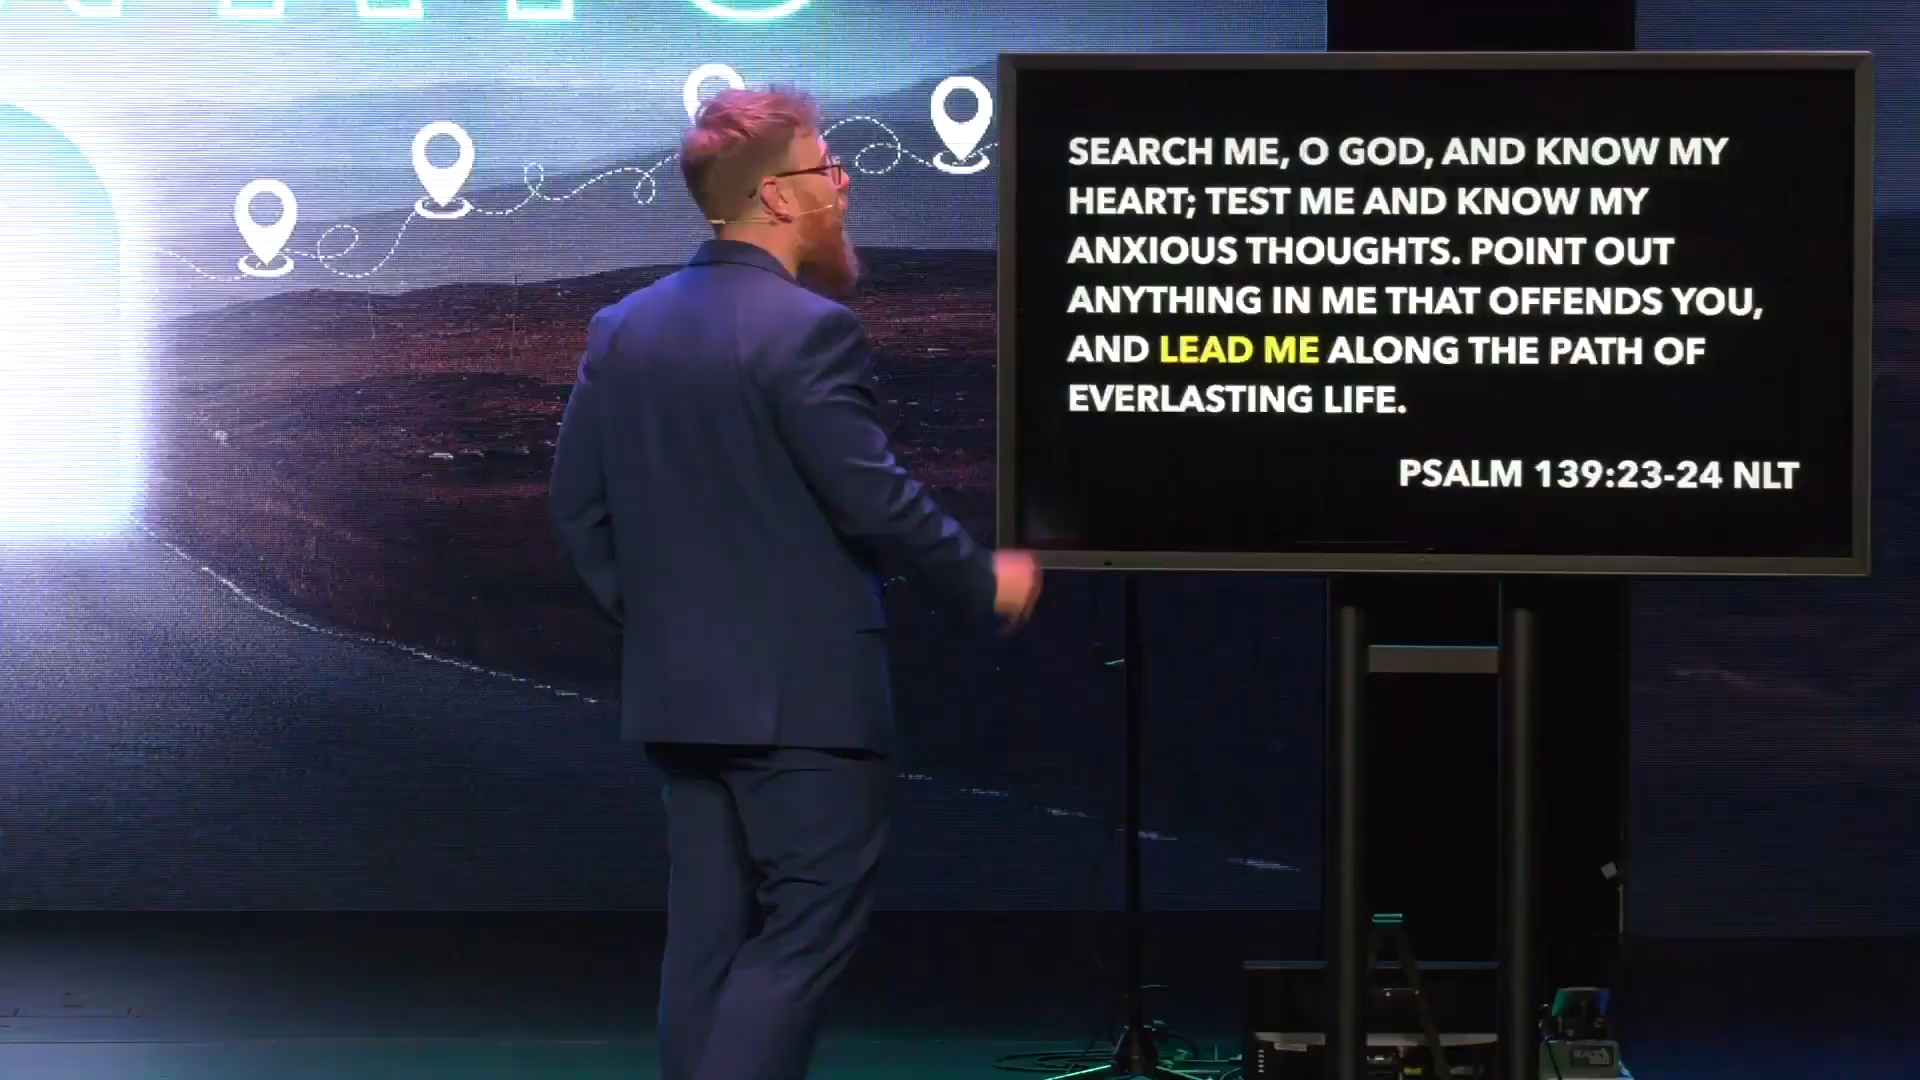 SEARCH ME, O GOD, AND KNOW MY
HEART; TEST ME AND KNOW MY
ANXIOUS THOUGHTS. POINT OUT
ANYTHING IN ME THAT OFFENDS YOU,
AND LEAD ME ALONG THE PATH OF
EVERLASTING LIFE.
PSALM 139:23-24 NLT